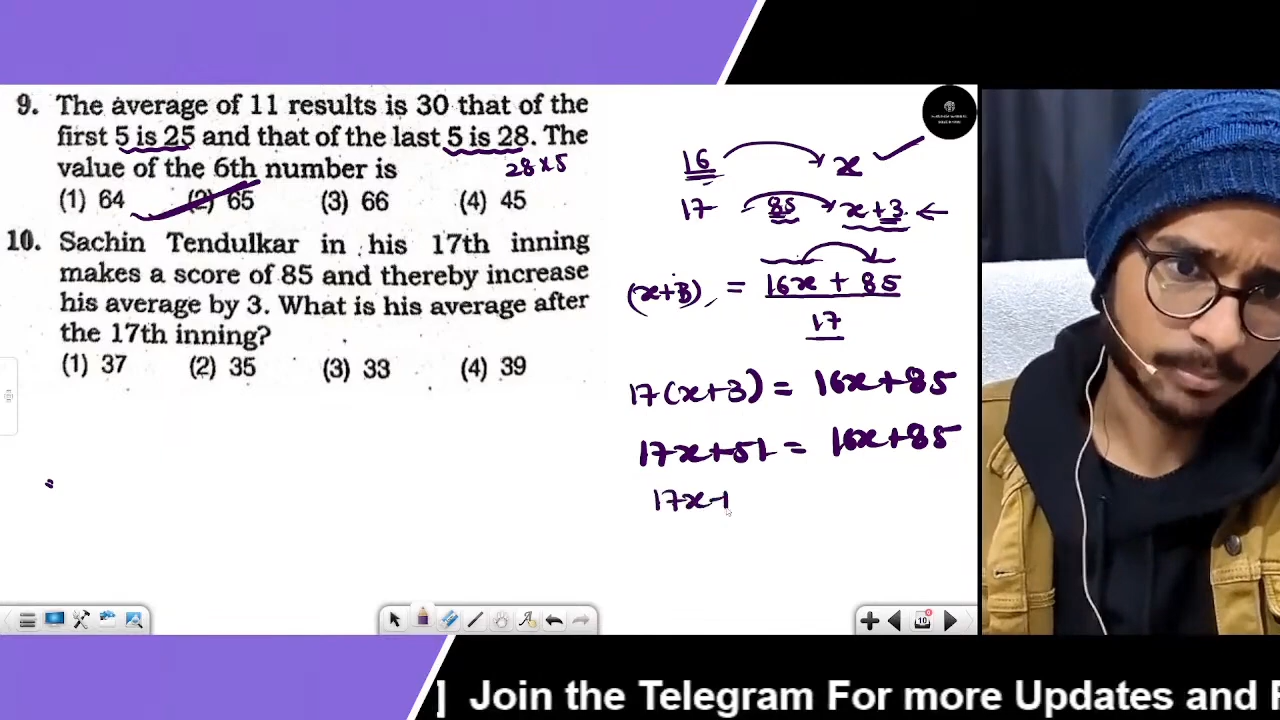 9. The average of 11 results is 30 that of the
first 5 is 25 and that of the last 5 is 28. The
value of the 6th number is
28x5
(1) 64 (2) 65 (3) 66 (4) 45
10. Sachin Tendulkar in his 17th inning
makes a score of 85 and thereby increase
his average by 3. What is his average after
the 17th inning?
(1) 37 (2) 35 (3) 33 (4) 39
16 x
17 85 x+3
(x+3) = 16x + 85
17
17(x+3) = 16x+85
17x+51 = 16x+85
17x-1
10
] Join the Telegram For more Updates and